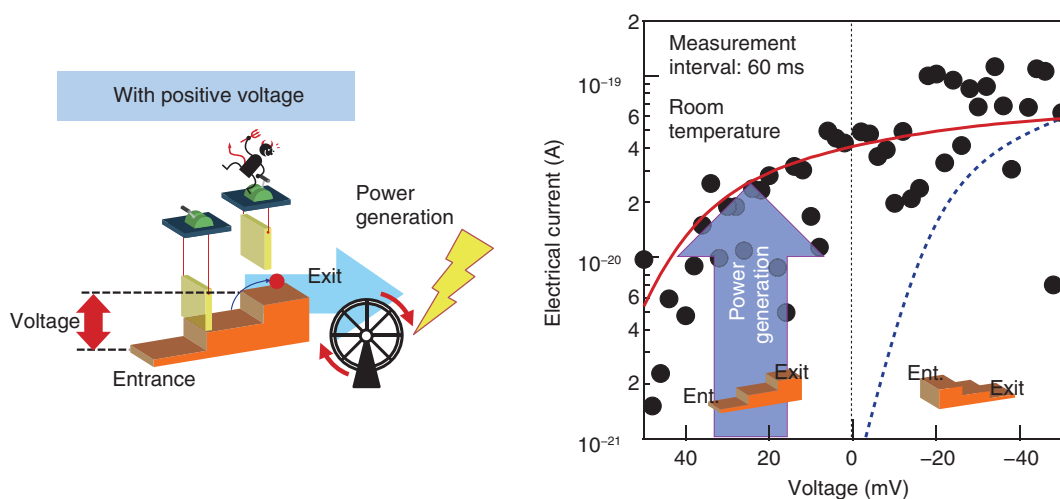 With positive voltage
Power
generation
Exit
Voltage
Entrance
Electrical current (A)
2
10⁻¹⁹
6
4
2
10⁻²⁰
6
4
2
10⁻²¹
Measurement
interval: 60 ms
Room
temperature
Power
generation
Ent.
Exit
Ent.
Exit
40
20
0
−20
−40
Voltage (mV)